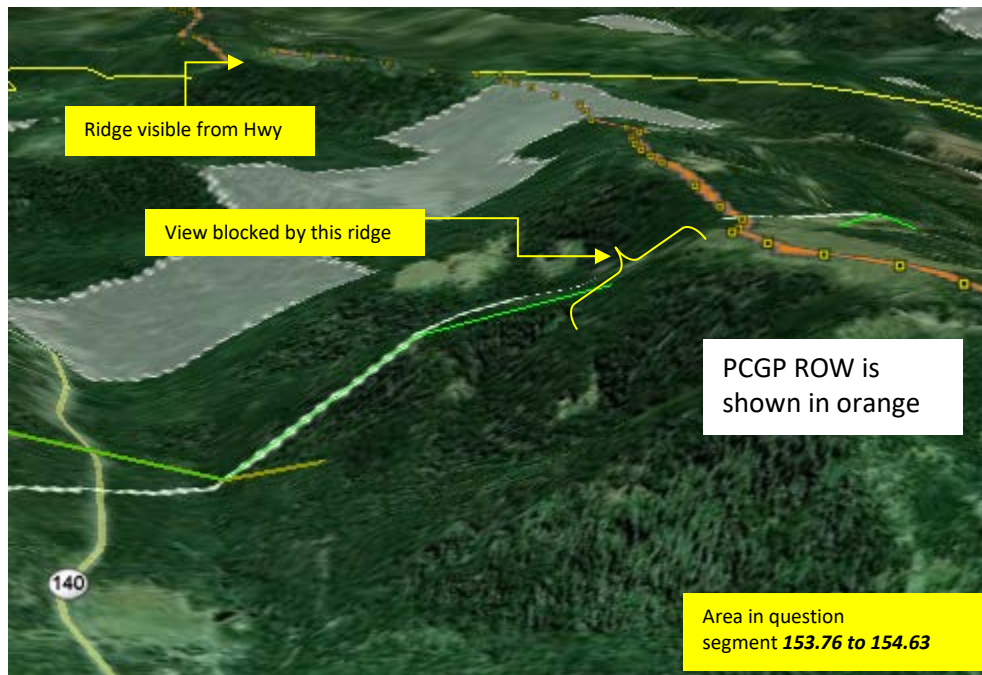 Ridge visible from Hwy
View blocked by this ridge
PCGP ROW is
shown in orange
140
Area in question
segment 153.76 to 154.63